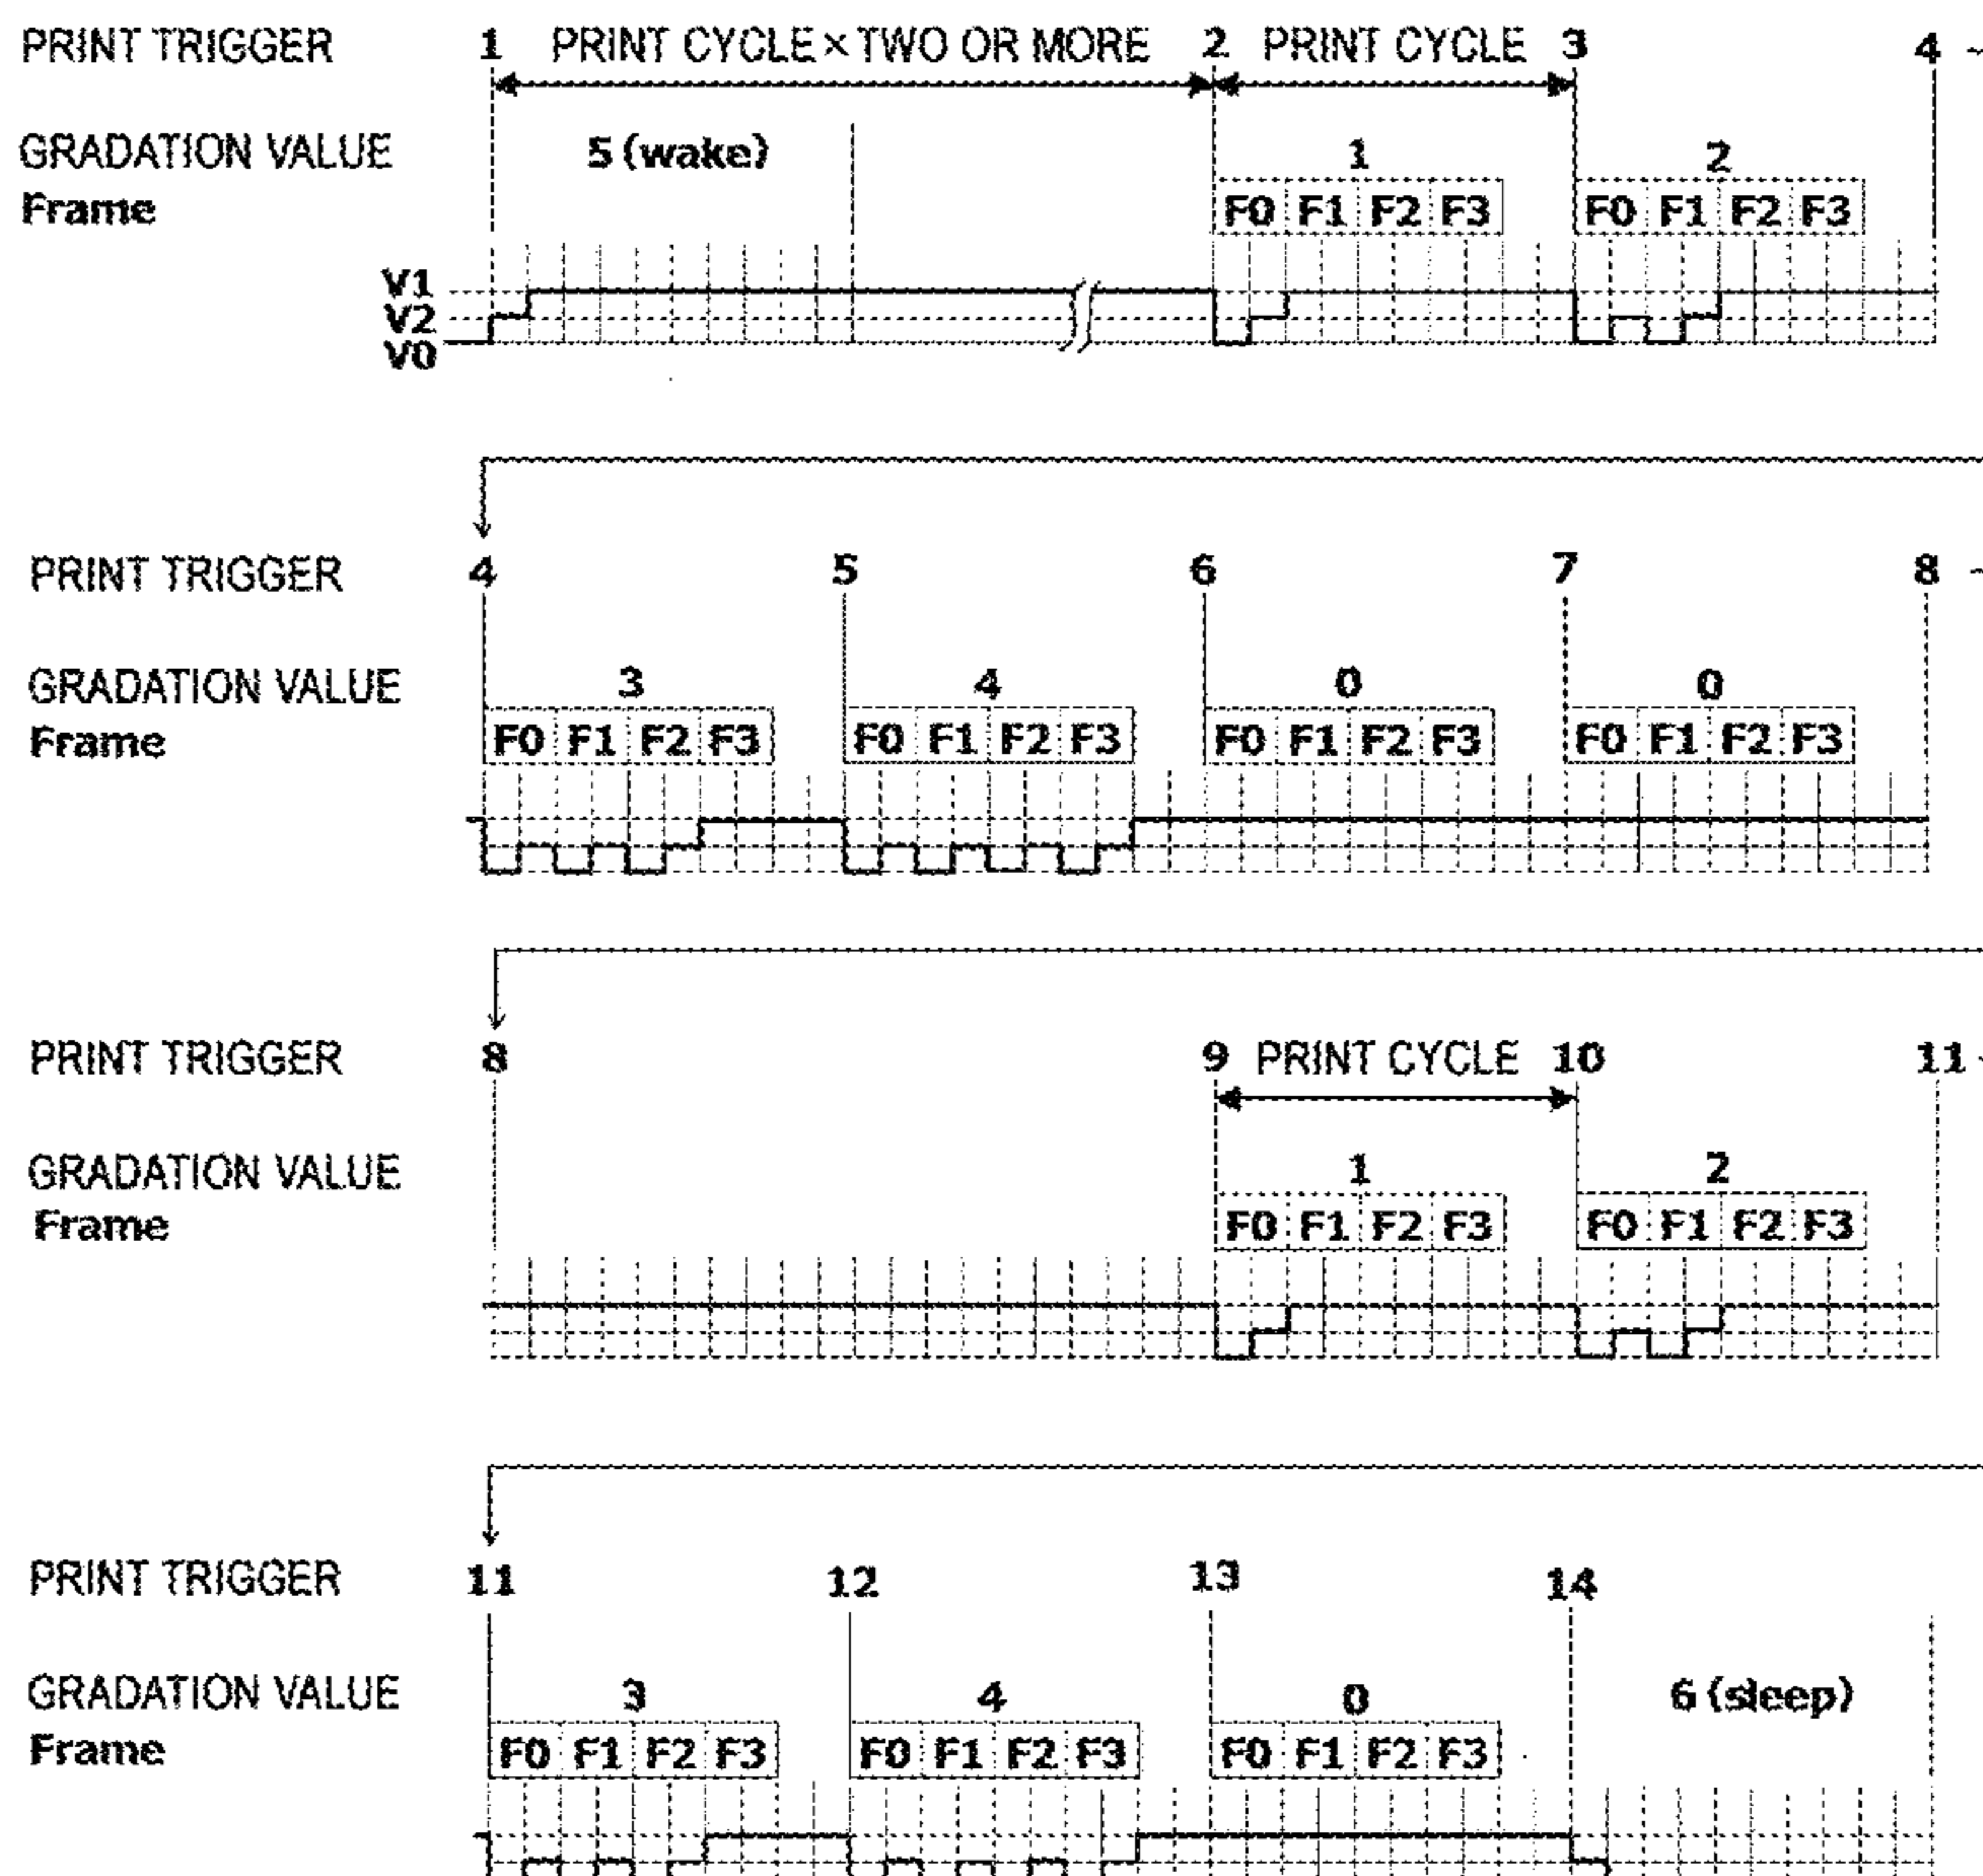 PRINT TRIGGER 1 PRINT CYCLE×TWO OR MORE 2 PRINT CYCLE 3 4
GRADATION VALUE 5 (wake) 1 2
Frame F0 F1 F2 F3 F0 F1 F2 F3
V1
V2
V0
PRINT TRIGGER 4 5 6 7 8
GRADATION VALUE 3 4 0 0
Frame F0 F1 F2 F3 F0 F1 F2 F3 F0 F1 F2 F3 F0 F1 F2 F3
PRINT TRIGGER 8 9 PRINT CYCLE 10 11
GRADATION VALUE 1 2
Frame F0 F1 F2 F3 F0 F1 F2 F3
PRINT TRIGGER 11 12 13 14
GRADATION VALUE 3 4 0 6 (sleep)
Frame F0 F1 F2 F3 F0 F1 F2 F3 F0 F1 F2 F3